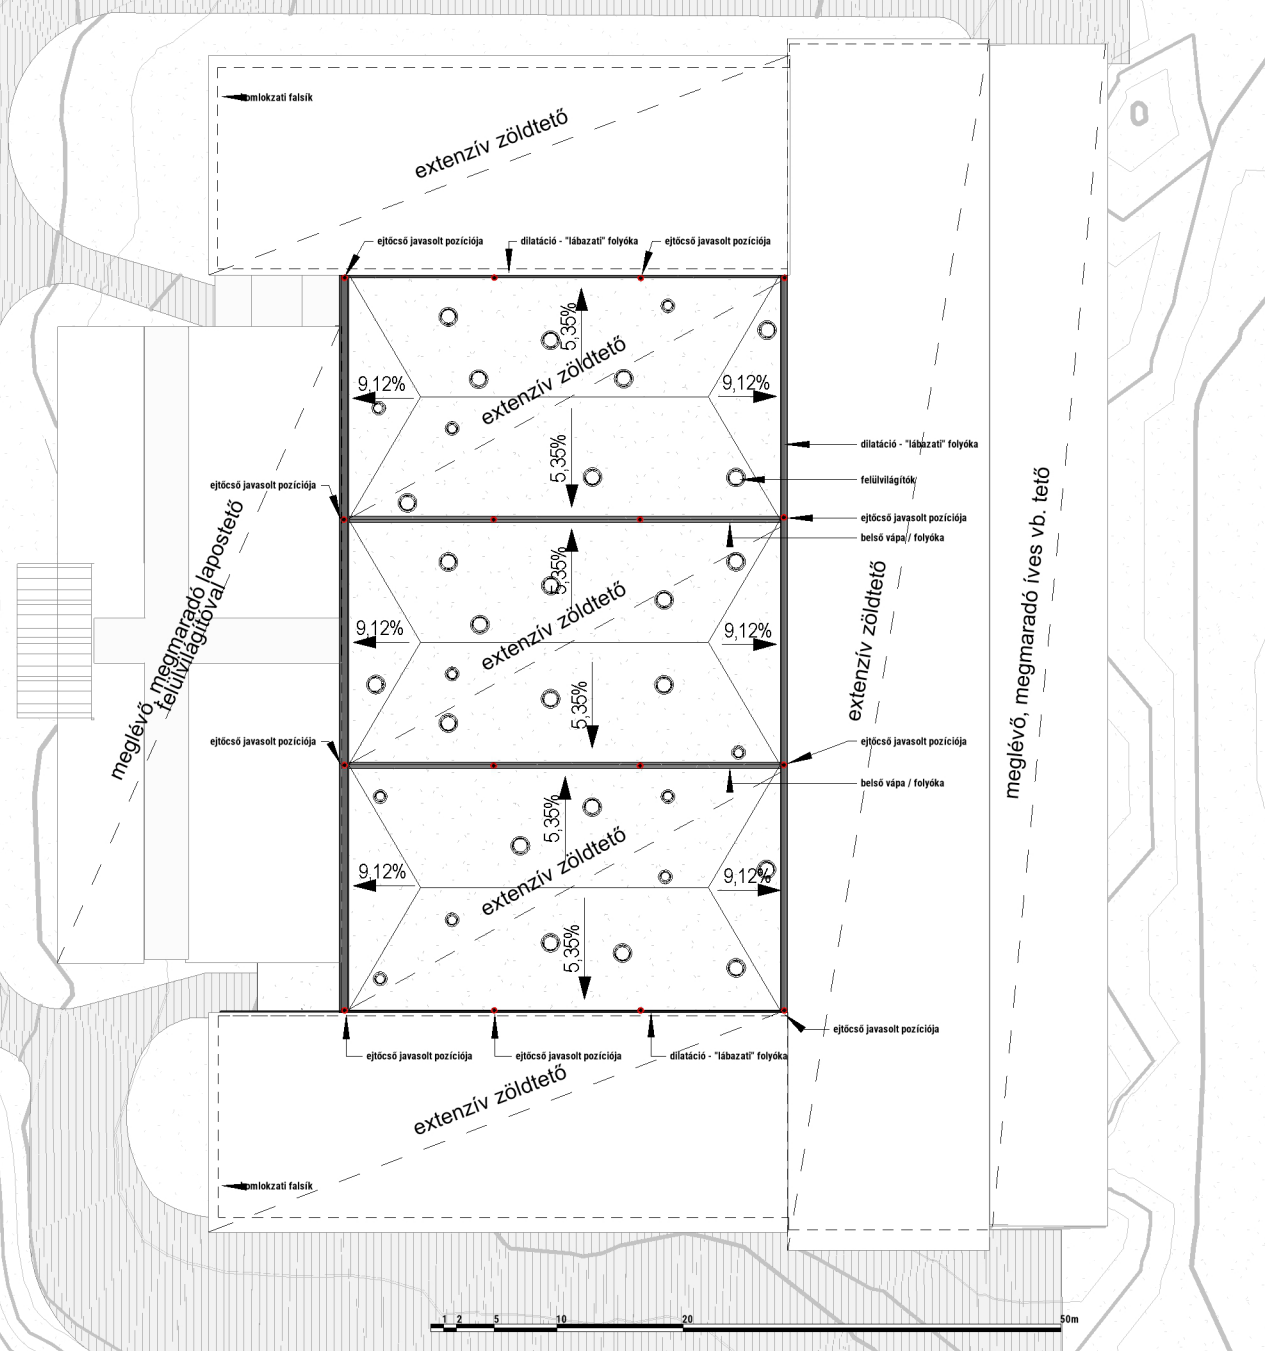 homlokzati falsík
extenzív zöldtető
ejtőcső javasolt pozíciója
dilatáció - "lábazati" folyóka
ejtőcső javasolt pozíciója
5,35%
extenzív zöldtető
9,12%
9,12%
5,35%
dilatáció - "lábazati" folyóka
felülvilágítók
ejtőcső javasolt pozíciója
ejtőcső javasolt pozíciója
belső vápa / folyóka
meglévő, megmaradó lapostető
felülvilágítóval
5,35%
extenzív zöldtető
9,12%
9,12%
5,35%
extenzív zöldtető
meglévő, megmaradó íves vb. tető
ejtőcső javasolt pozíciója
ejtőcső javasolt pozíciója
belső vápa / folyóka
5,35%
extenzív zöldtető
9,12%
9,12%
5,35%
ejtőcső javasolt pozíciója
ejtőcső javasolt pozíciója
ejtőcső javasolt pozíciója
dilatáció - "lábazati" folyóka
extenzív zöldtető
homlokzati falsík
1 2 5 10 20 50m